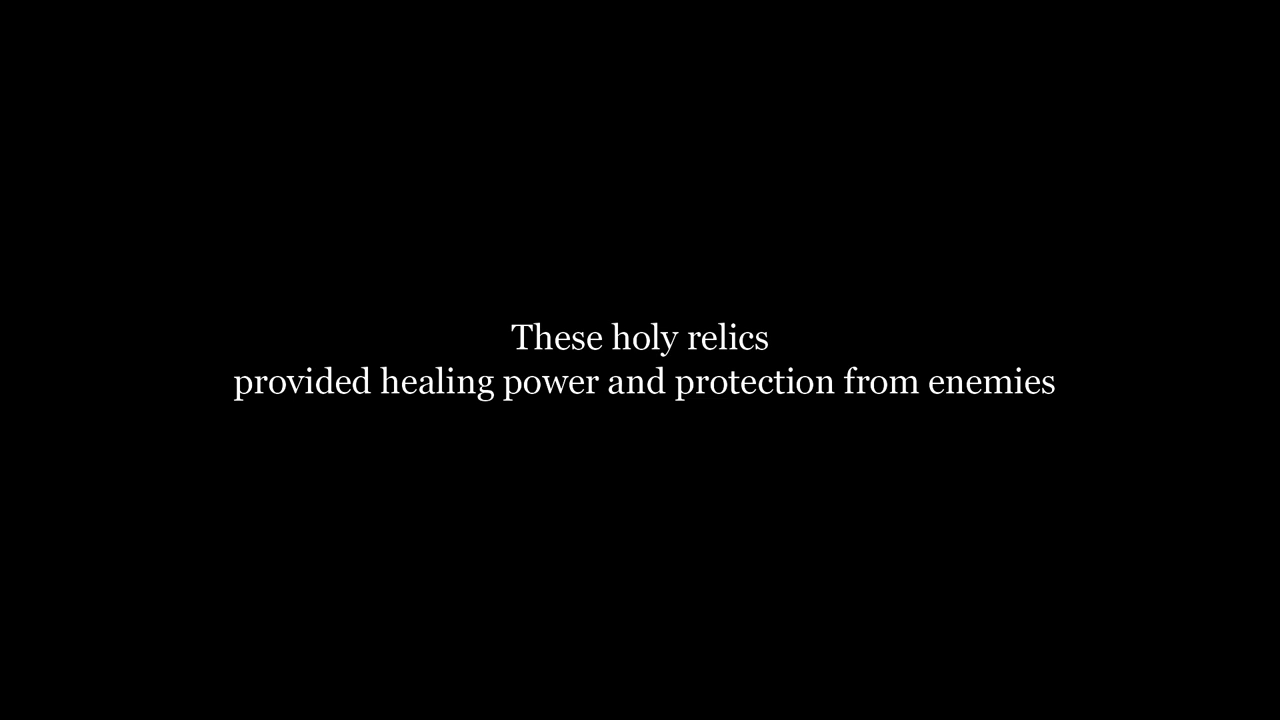 These holy relics
provided healing power and protection from enemies